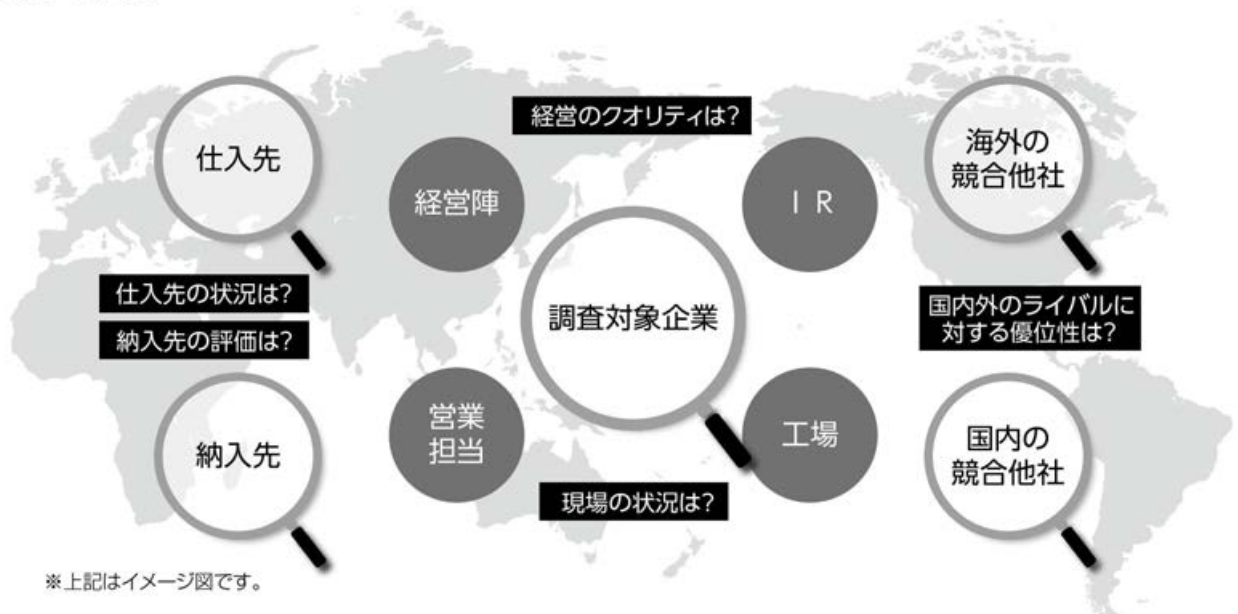 経営のクオリティは?
仕入先
経営陣
I R
海外の
競合他社
仕入先の状況は?
納入先の評価は?
調査対象企業
国内外のライバルに
対する優位性は?
納入先
営業
担当
工場
国内の
競合他社
現場の状況は?
※上記はイメージ図です。